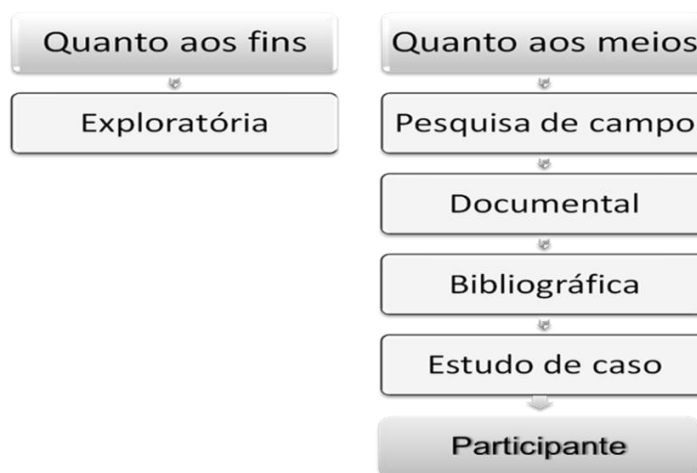 Quanto aos fins
Exploratória
Quanto aos meios
Pesquisa de campo
Documental
Bibliográfica
Estudo de caso
Participante